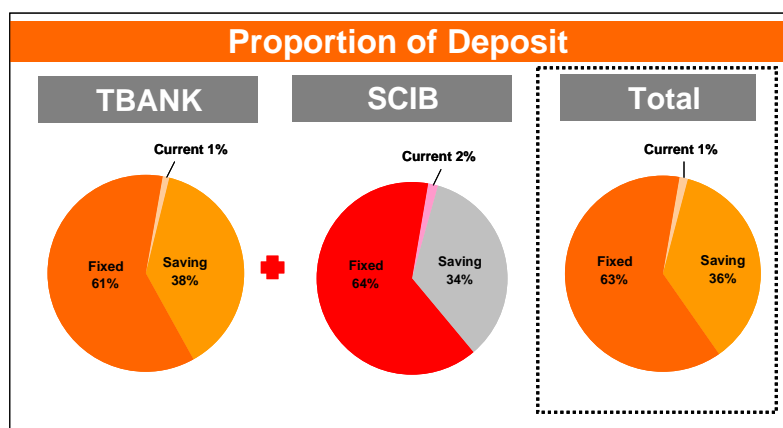 Proportion of Deposit
TBANK
SCIB
Total
Current 1%
Fixed
61%
Saving
38%
Current 2%
Fixed
64%
Saving
34%
Current 1%
Fixed
63%
Saving
36%